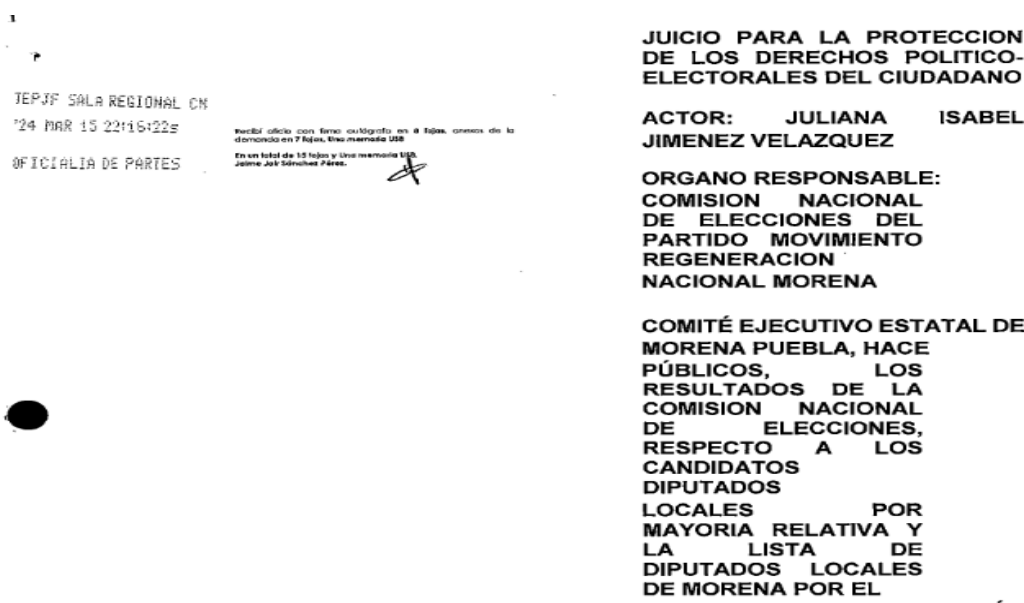 1
TEPJF SALA REGIONAL CM
'24 MAR 15 22:16:22s
OFICIALIA DE PARTES
Recibí oficio con firma autógrafa en 8 fojas, anexos de la
demanda en 7 fojas, Una memoria USB
En un total de 15 fojas y Una memoria USB.
Jaime Jair Sánchez Pérez.
JUICIO PARA LA PROTECCION
DE LOS DERECHOS POLITICO-
ELECTORALES DEL CIUDADANO
ACTOR: JULIANA ISABEL
JIMENEZ VELAZQUEZ
ORGANO RESPONSABLE:
COMISION NACIONAL
DE ELECCIONES DEL
PARTIDO MOVIMIENTO
REGENERACION
NACIONAL MORENA
COMITÉ EJECUTIVO ESTATAL DE
MORENA PUEBLA, HACE
PÚBLICOS, LOS
RESULTADOS DE LA
COMISION NACIONAL
DE ELECCIONES,
RESPECTO A LOS
CANDIDATOS
DIPUTADOS
LOCALES POR
MAYORIA RELATIVA Y
LA LISTA DE
DIPUTADOS LOCALES
DE MORENA POR EL